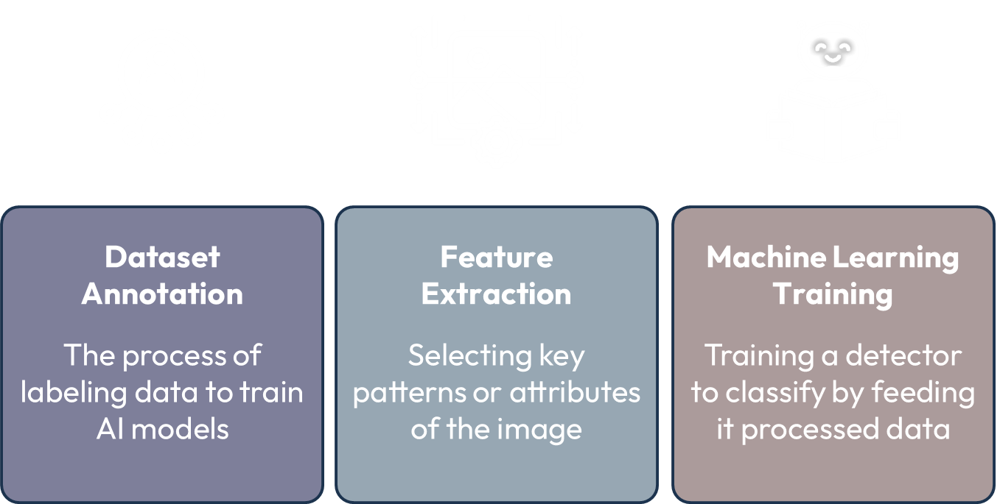 Dataset
Annotation
The process of
labeling data to train
AI models
Feature
Extraction
Selecting key
patterns or attributes
of the image
Machine Learning
Training
Training a detector
to classify by feeding
it processed data